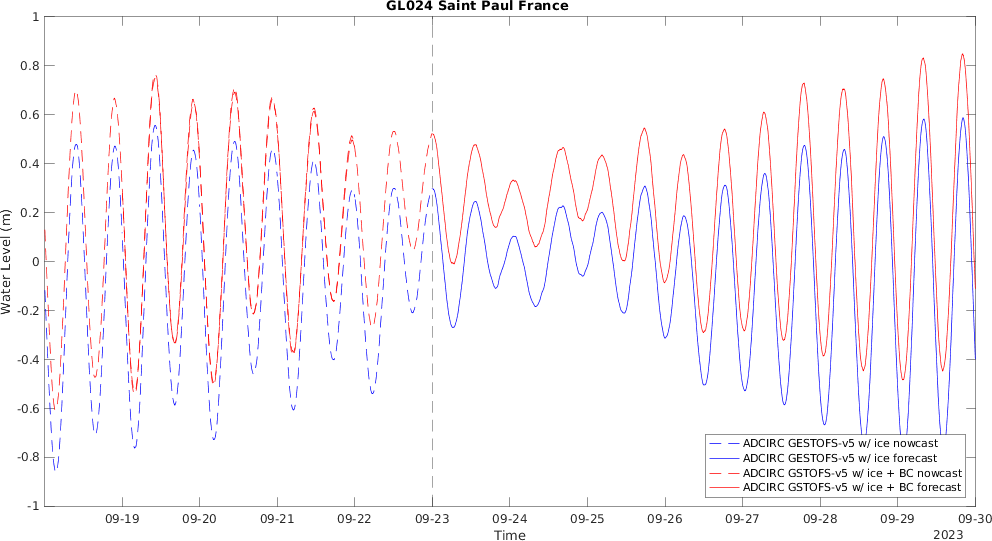 GL024 Saint Paul France
1
0.8
0.6
0.4
0.2
0
-0.2
-0.4
-0.6
-0.8
-1
Water Level (m)
ADCIRC GESTOFS-v5 w/ ice nowcast
ADCIRC GESTOFS-v5 w/ ice forecast
ADCIRC GSTOFS-v5 w/ ice + BC nowcast
ADCIRC GSTOFS-v5 w/ ice + BC forecast
09-19 09-20 09-21 09-22 09-23 09-24 09-25 09-26 09-27 09-28 09-29 09-30
Time
2023